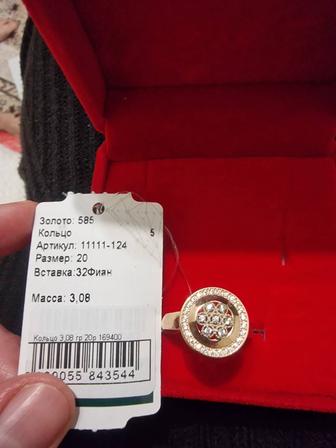 Золото: 585
Кольцо 5
Артикул: 11111-124
Размер: 20
Вставка:32Фиан
Масса: 3,08
Кольцо 3,08 гр 20р 169400
0055 843544